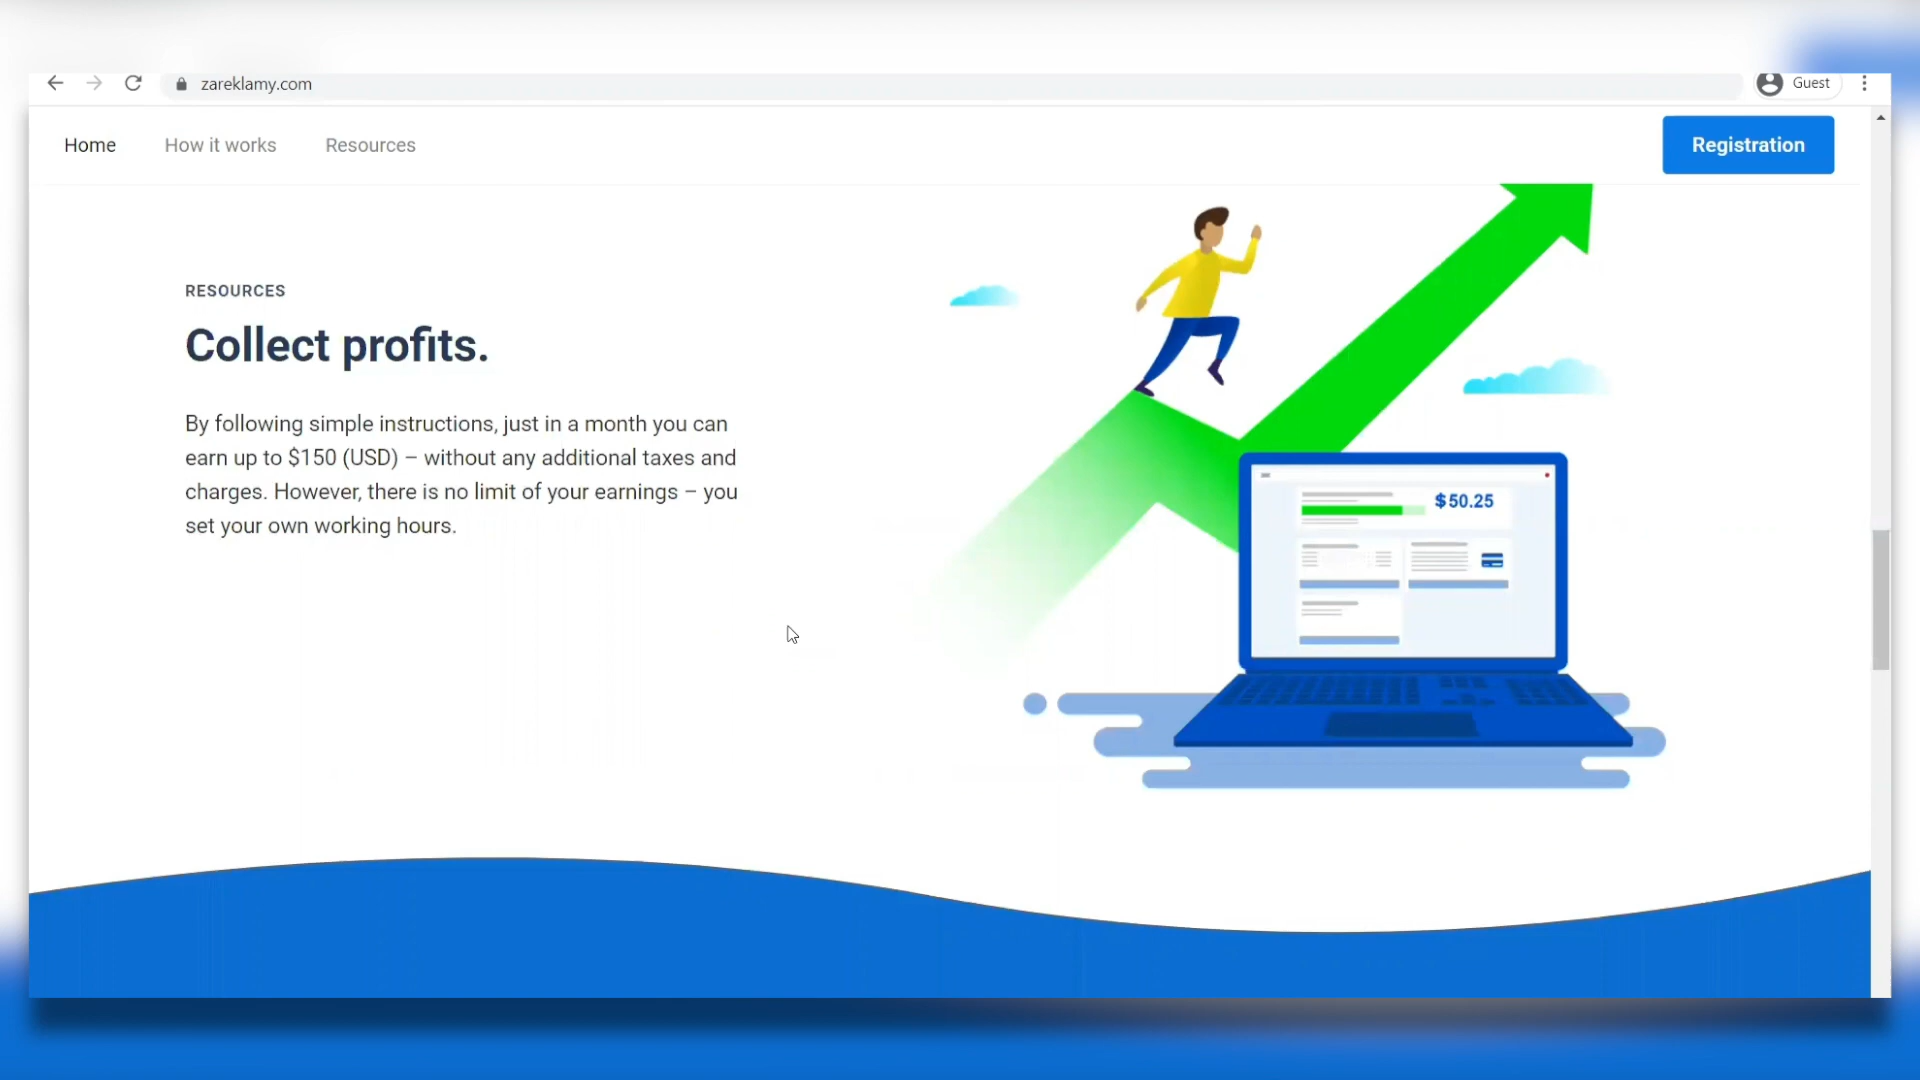 zareklamy.com
Guest
Home
How it works
Resources
Registration
RESOURCES
Collect profits.
By following simple instructions, just in a month you can
earn up to $150 (USD) – without any additional taxes and
charges. However, there is no limit of your earnings – you
set your own working hours.
$50.25